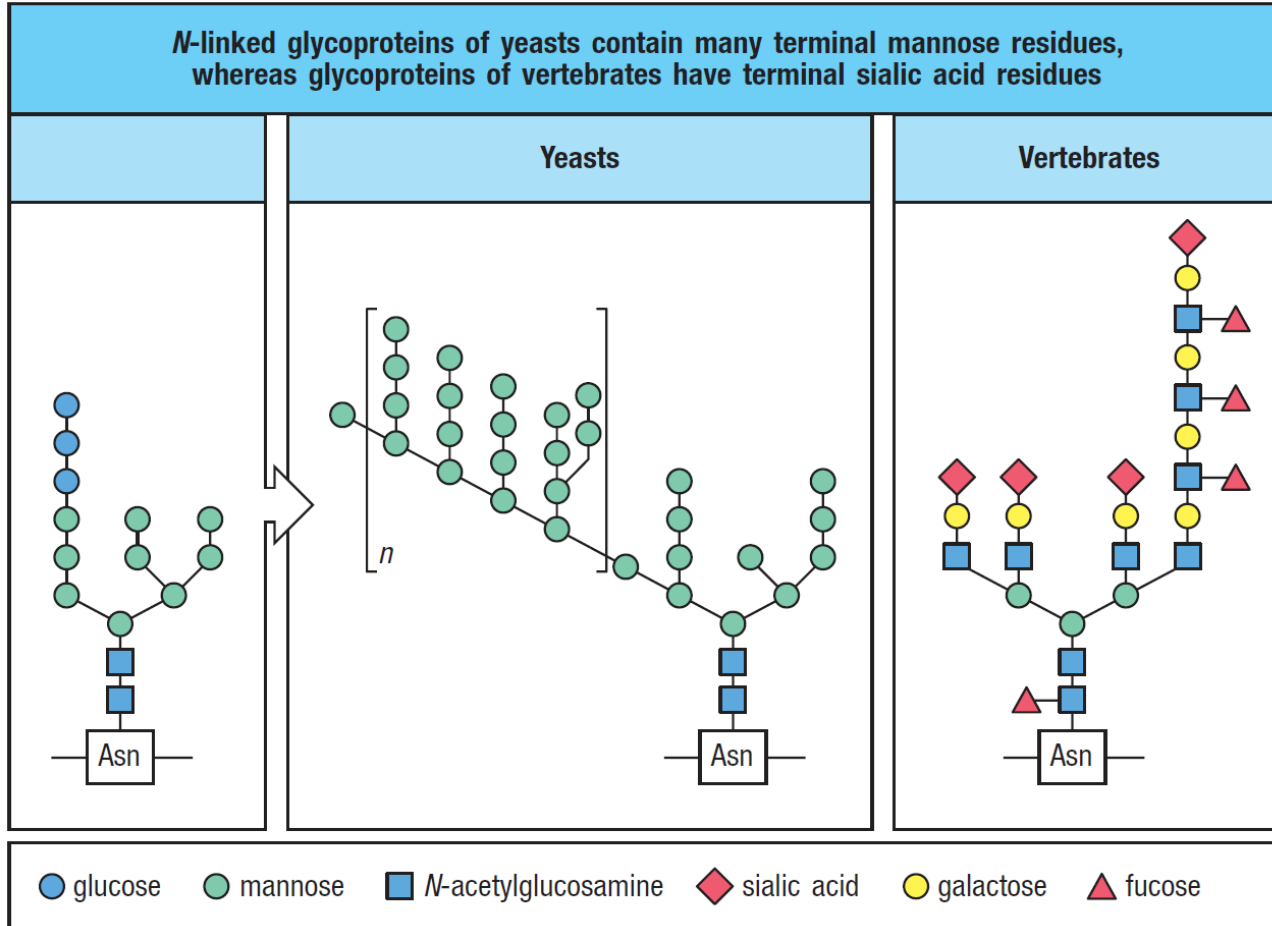 N-linked glycoproteins of yeasts contain many terminal mannose residues,
whereas glycoproteins of vertebrates have terminal sialic acid residues
Yeasts
Vertebrates
n
Asn
Asn
Asn
glucose
mannose
N-acetylglucosamine
sialic acid
galactose
fucose